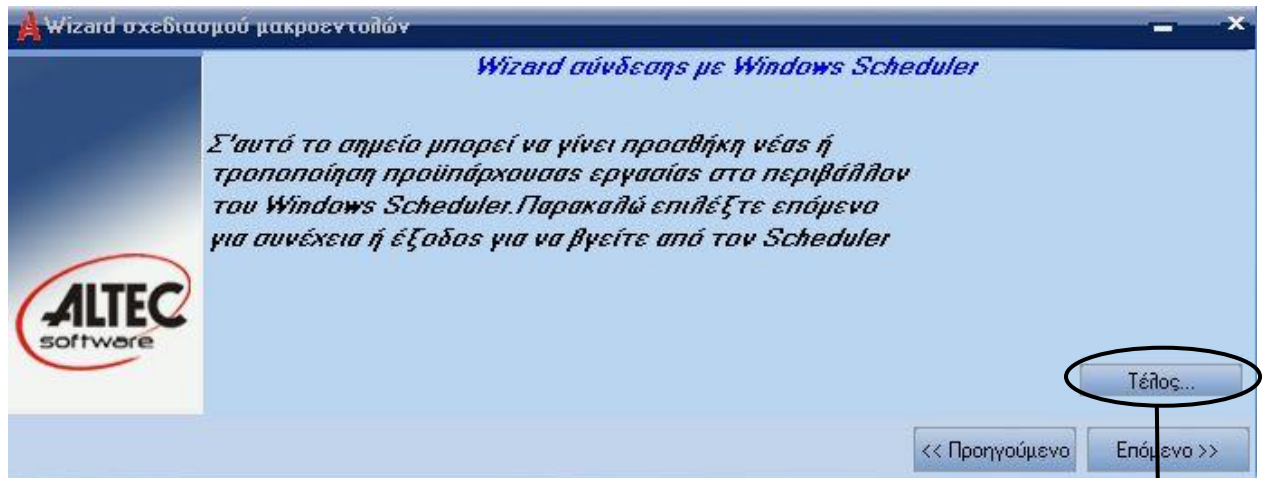 Wizard σχεδιασμού μακροεντολών
Wizard σύνδεσης με Windows Scheduler
Σ'αυτό το σημείο μπορεί να γίνει προσθήκη νέας ή
τροποποίηση προϋπάρχουσας εργασίας στο περιβάλλον
του Windows Scheduler.Παρακαλώ επιλέξτε επόμενο
για συνέχεια ή έξοδος για να βγείτε από τον Scheduler
ALTEC
software
Τέλος...
<< Προηγούμενο
Επόμενο >>